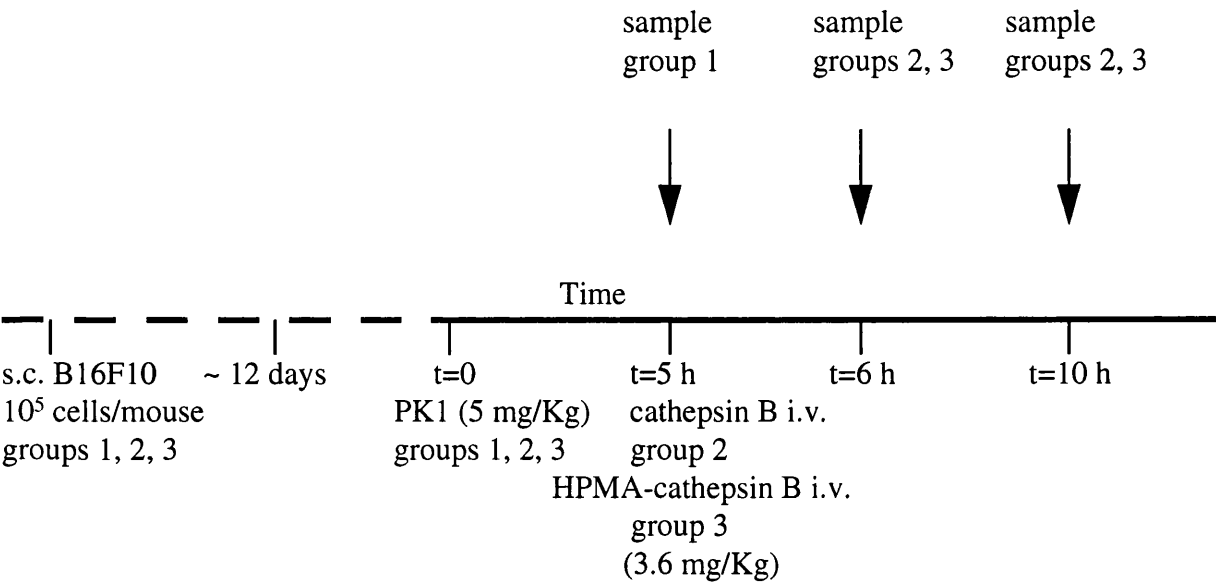 sample
group 1
sample
groups 2, 3
sample
groups 2, 3
Time
s.c. B16F10
10⁵ cells/mouse
groups 1, 2, 3
~ 12 days
t=0
PK1 (5 mg/Kg)
groups 1, 2, 3
t=5 h
cathepsin B i.v.
group 2
HPMA-cathepsin B i.v.
group 3
(3.6 mg/Kg)
t=6 h
t=10 h